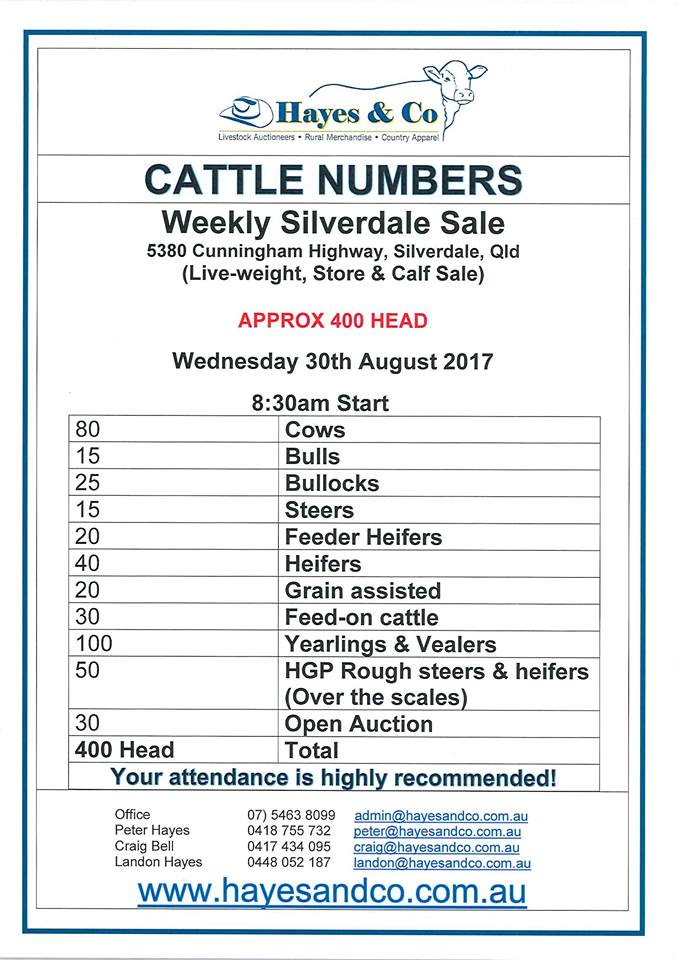 Hayes & Co
Livestock Auctioneers • Rural Merchandise • Country Apparel
CATTLE NUMBERS
Weekly Silverdale Sale
5380 Cunningham Highway, Silverdale, Qld
(Live-weight, Store & Calf Sale)
APPROX 400 HEAD
Wednesday 30th August 2017
8:30am Start
80 Cows
15 Bulls
25 Bullocks
15 Steers
20 Feeder Heifers
40 Heifers
20 Grain assisted
30 Feed-on cattle
100 Yearlings & Vealers
50 HGP Rough steers & heifers
(Over the scales)
30 Open Auction
400 Head Total
Your attendance is highly recommended!
Office 07) 5463 8099 admin@hayesandco.com.au
Peter Hayes 0418 755 732 peter@hayesandco.com.au
Craig Bell 0417 434 095 craig@hayesandco.com.au
Landon Hayes 0448 052 187 landon@hayesandco.com.au
www.hayesandco.com.au